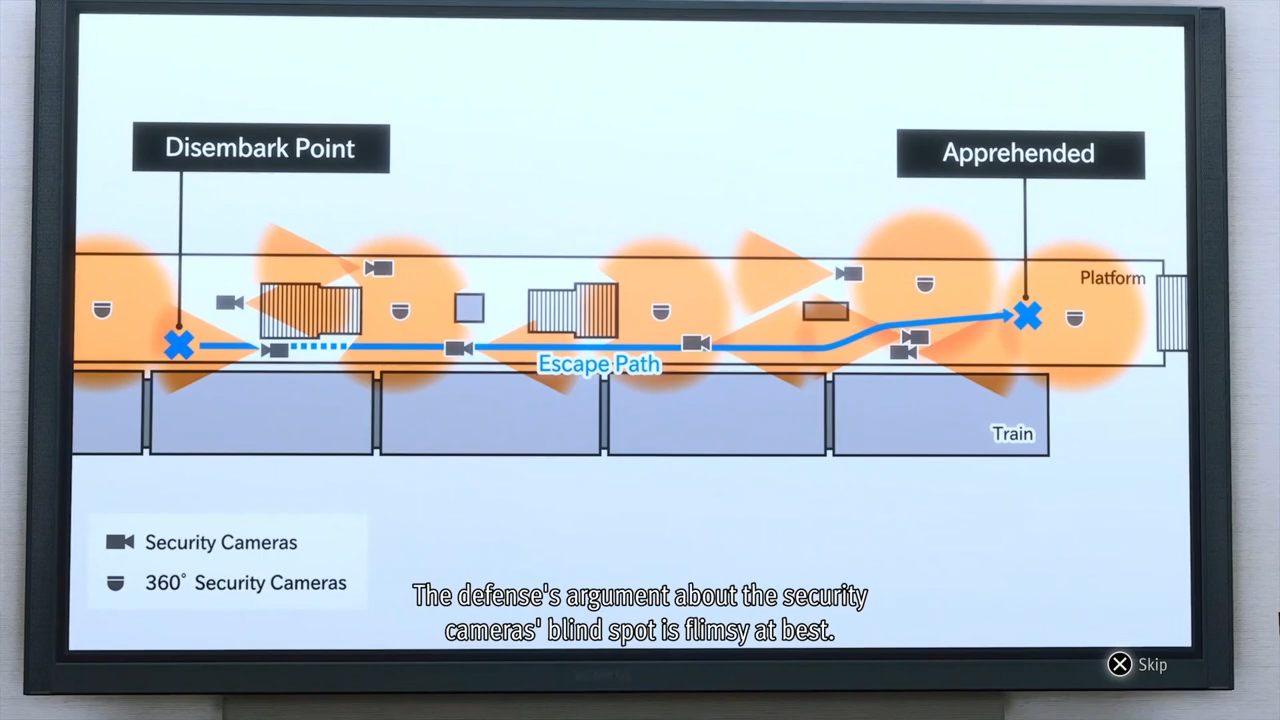 Disembark Point
Apprehended
Platform
Escape Path
Train
Security Cameras
360° Security Cameras
The defense's argument about the security
cameras' blind spot is flimsy at best.
Skip